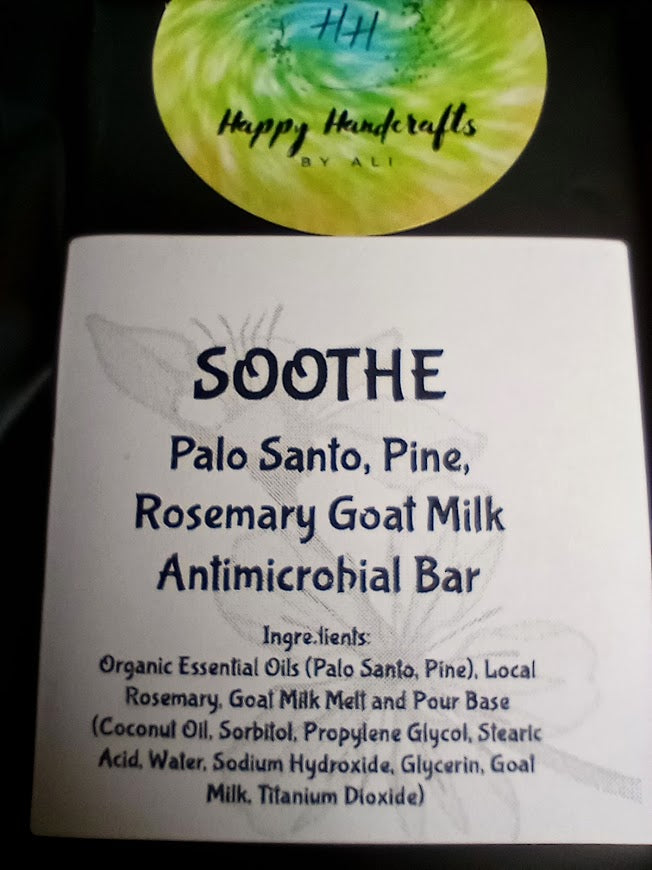 HH
Happy Handcrafts
BY ALI
SOOTHE
Palo Santo, Pine,
Rosemary Goat Milk
Antimicrobial Bar
Ingredients:
Organic Essential Oils (Palo Santo, Pine), Local
Rosemary, Goat Milk Melt and Pour Base
(Coconut Oil, Sorbitol, Propylene Glycol, Stearic
Acid, Water, Sodium Hydroxide, Glycerin, Goat
Milk, Titanium Dioxide)